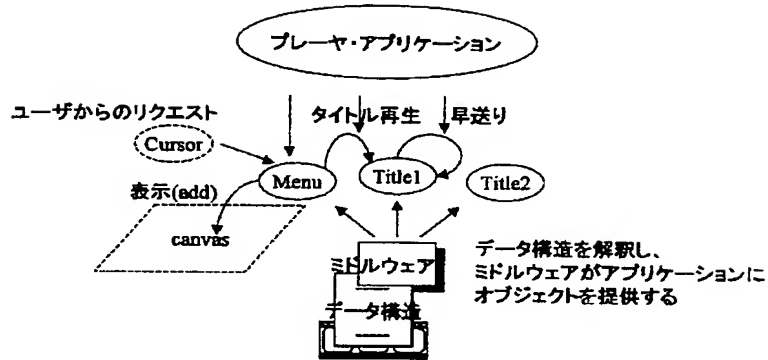 プレーヤ・アプリケーション
ユーザからのリクエスト
タイトル再生
早送り
Cursor
Menu
Title1
Title2
表示(add)
canvas
ミドルウェア
データ構造
データ構造を解釈し、
ミドルウェアがアプリケーションに
オブジェクトを提供する